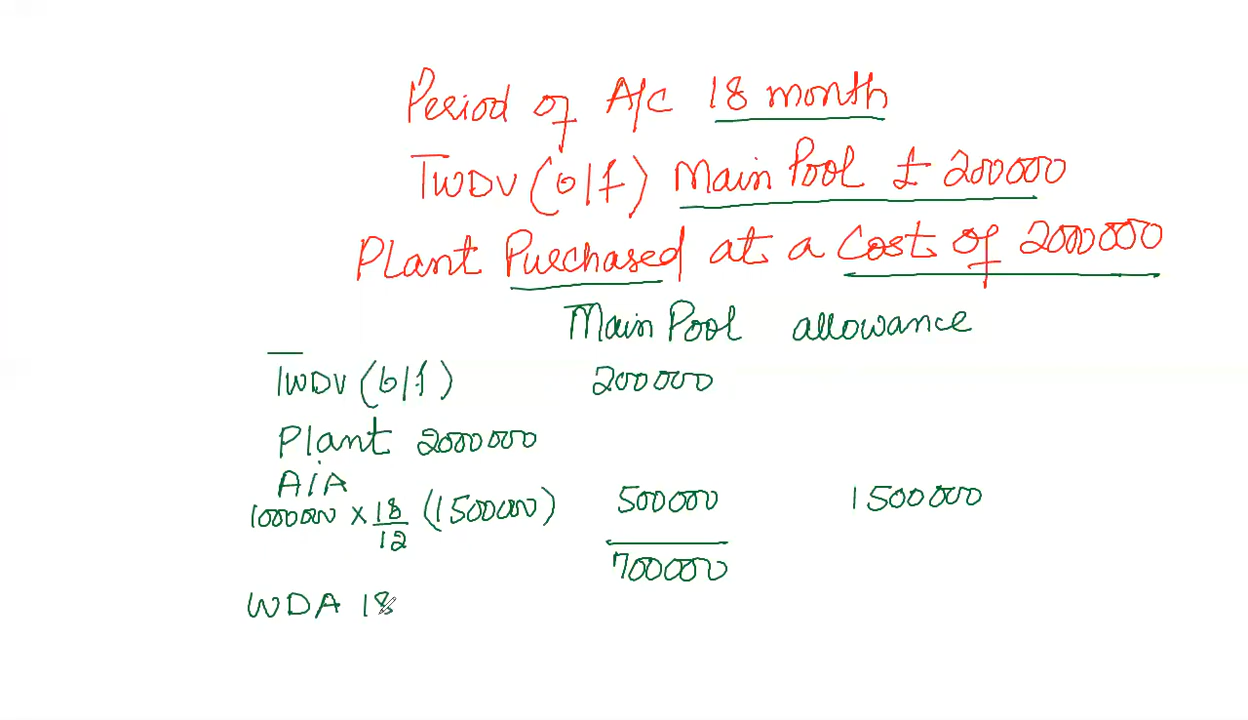 Period of A/C 18 month
TWDV (b/f) Main Pool £ 200000
Plant Purchased at a Cost of 2000000
Main Pool allowance
TWDV (b/f) 200000
Plant 2000000
AIA
1000000 × 18/12 (1500000) 500000 1500000
700000
WDA 18